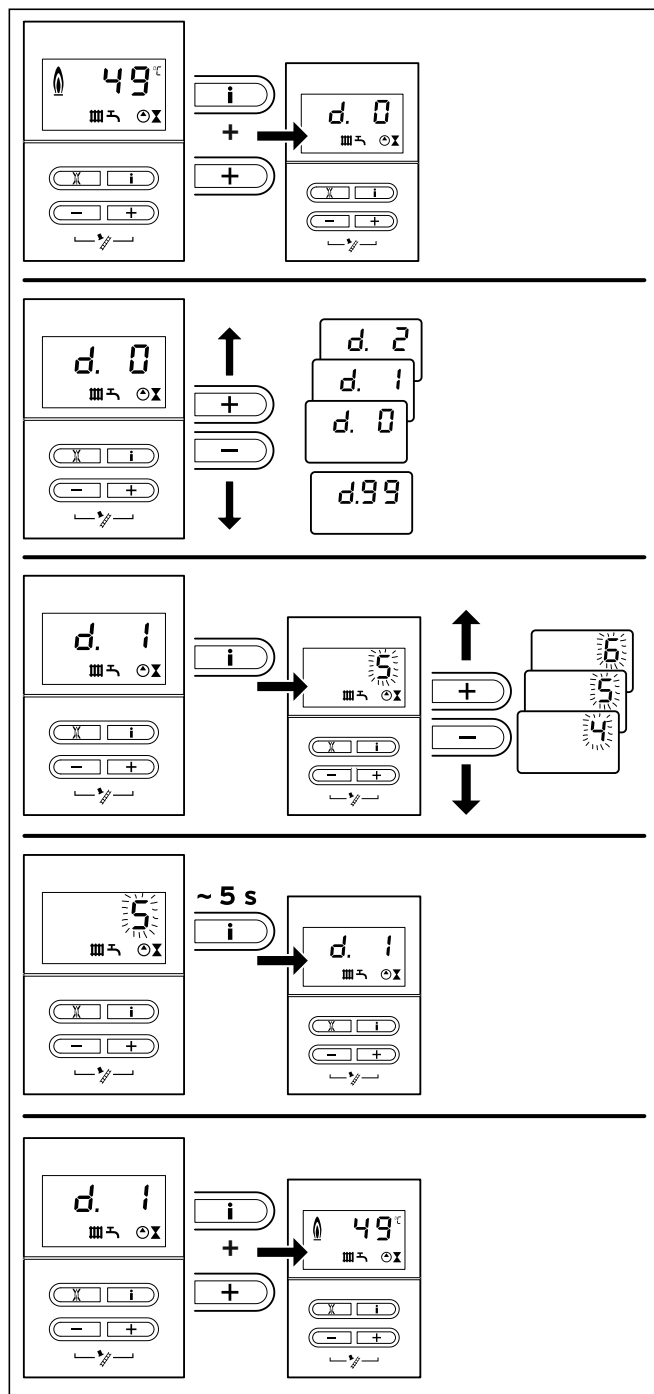 49 °C
i
+
+
d. 0
i
- +
i
- +
d. 0
+
-
d. 2
d. 1
d. 0
d.99
i
- +
d. 1
i
5
+
-
6
5
4
i
- +
i
- +
5
~ 5 s
i
d. 1
i
- +
i
- +
d. 1
i
+
+
49 °C
i
- +
i
- +